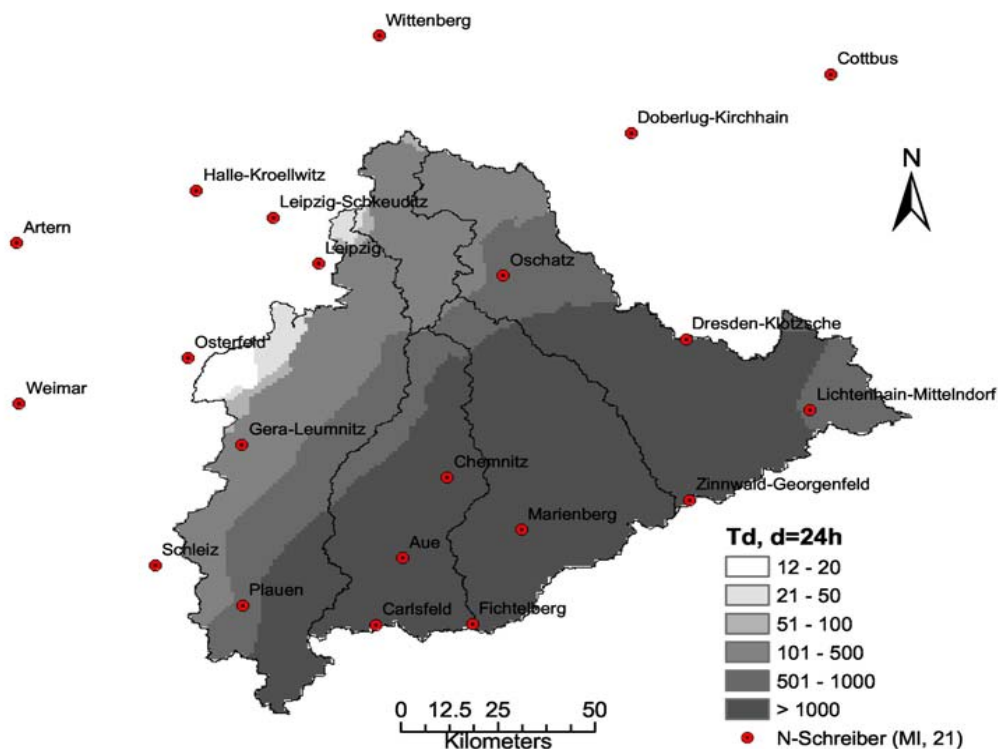 Wittenberg
Cottbus
Doberlug-Kirchhain
N
Halle-Kroellwitz
Leipzig-Schkeuditz
Artern
Leipzig
Oschatz
Dresden-Klotzsche
Osterfeld
Weimar
Lichtenhain-Mittelndorf
Gera-Leumnitz
Chemnitz
Zinnwald-Georgenfeld
Marienberg
Aue
Schleiz
Plauen
Carlsfeld
Fichtelberg
Td, d=24h
12 - 20
21 - 50
51 - 100
101 - 500
501 - 1000
> 1000
N-Schreiber (MI, 21)
0 12.5 25 50
Kilometers